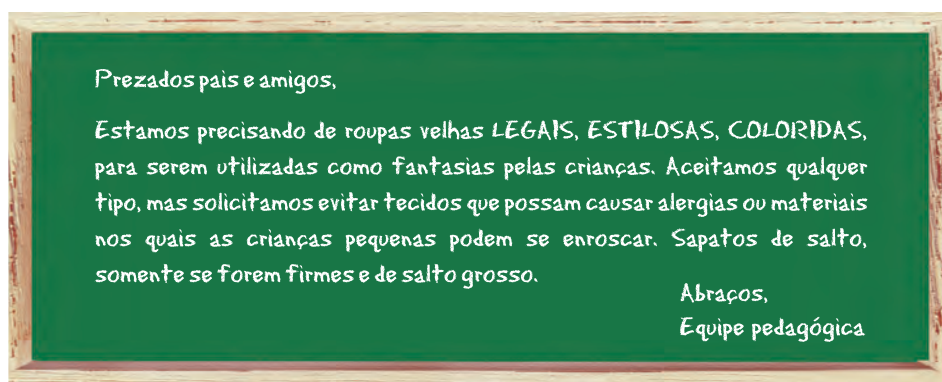 Prezados pais e amigos,
Estamos precisando de roupas velhas LEGAIS, ESTILOSAS, COLORIDAS,
para serem utilizadas como fantasias pelas crianças. Aceitamos qualquer
tipo, mas solicitamos evitar tecidos que possam causar alergias ou materiais
nos quais as crianças pequenas podem se enroscar. Sapatos de salto,
somente se forem firmes e de salto grosso.
Abraços,
Equipe pedagógica